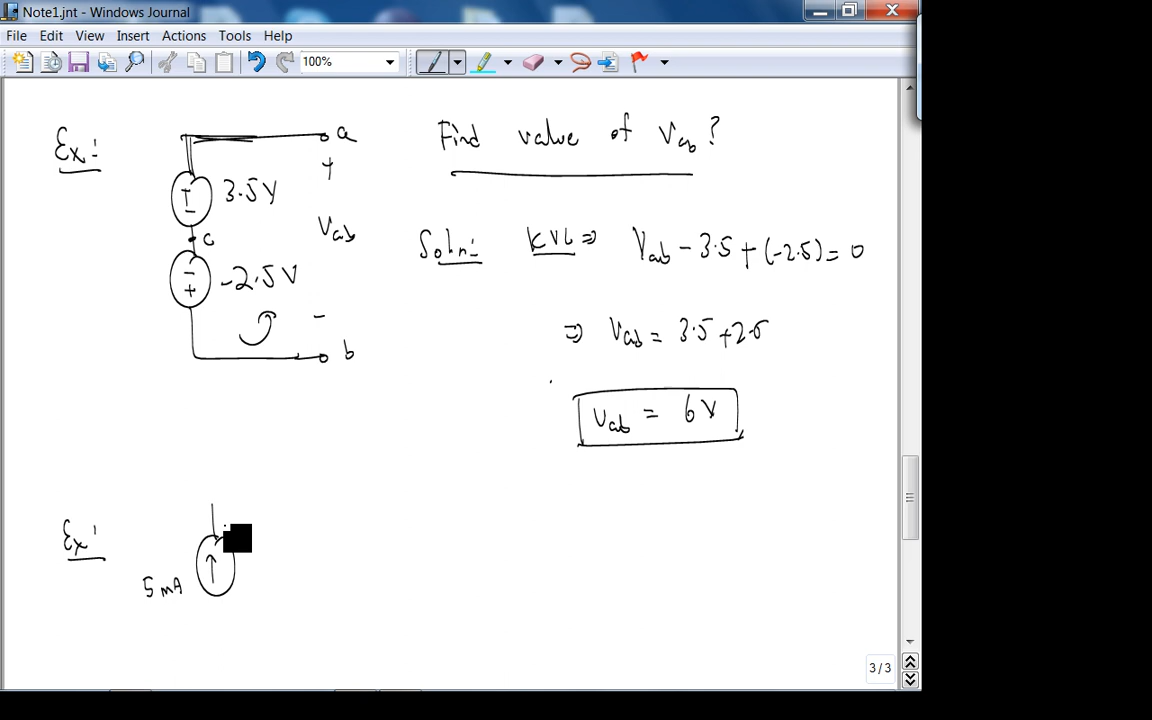 Note1.jnt - Windows Journal
File Edit View Insert Actions Tools Help
100%
Ex:
a
+
3.5V
c
Vab
-2.5V
-
b
Find value of Vab?
Soln: KVL ⇒ Vab - 3.5 + (-2.5) = 0
⇒ Vab = 3.5 + 2.5
Vab = 6V
Ex:
5mA
3/3